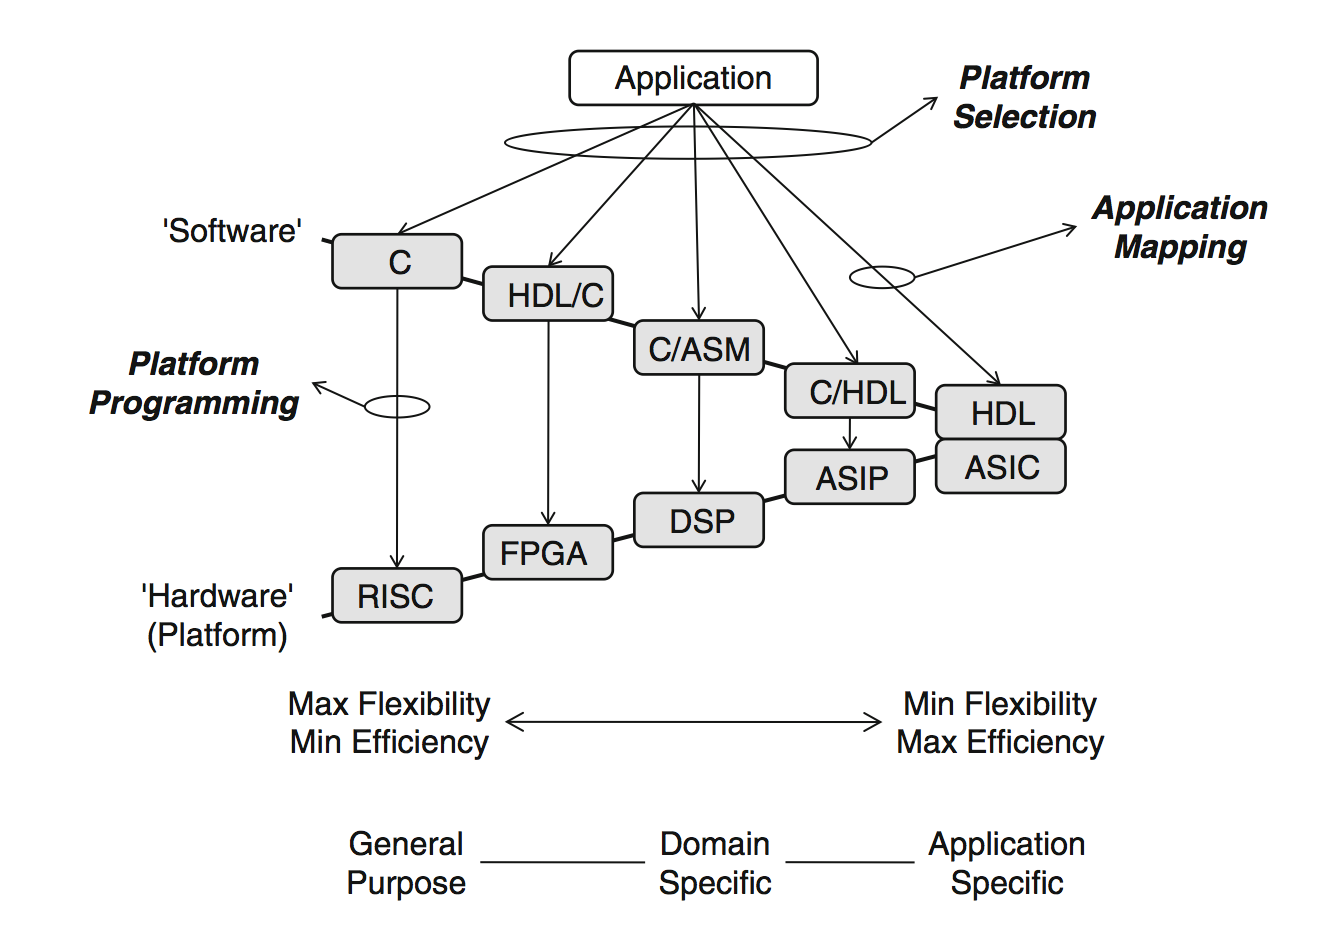 Application
Platform
Selection
Application
Mapping
'Software'
C
HDL/C
C/ASM
C/HDL
HDL
Platform
Programming
ASIC
ASIP
DSP
FPGA
RISC
'Hardware'
(Platform)
Max Flexibility
Min Efficiency
Min Flexibility
Max Efficiency
General
Purpose
Domain
Specific
Application
Specific